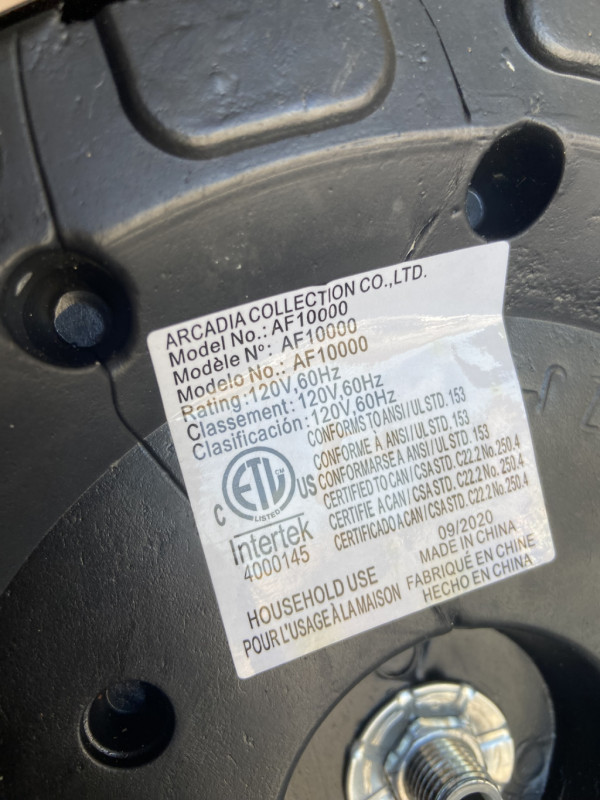 ARCADIA COLLECTION CO.,LTD.
Model No.: AF10000
Modèle Nº: AF10000
Modelo No.: AF10000
Rating:120V,60Hz
Classement: 120V,60Hz
Clasificación: 120V,60Hz
CONFORMS TO ANSI/UL STD. 153
CONFORME À ANSI/UL STD. 153
CONFORMARSE A ANSI/UL STD. 153
CERTIFIED TO CAN/CSA STD. C22.2 No. 250.4
CERTIFIE A CAN/CSA STD. C22.2 No. 250.4
CERTIFICADO A CAN/CSA STD. C22.2 No. 250.4
C ETL US
LISTED
Intertek
4000145
09/2020
MADE IN CHINA
FABRIQUÉ EN CHINE
HECHO EN CHINA
HOUSEHOLD USE
POUR L'USAGE À LA MAISON